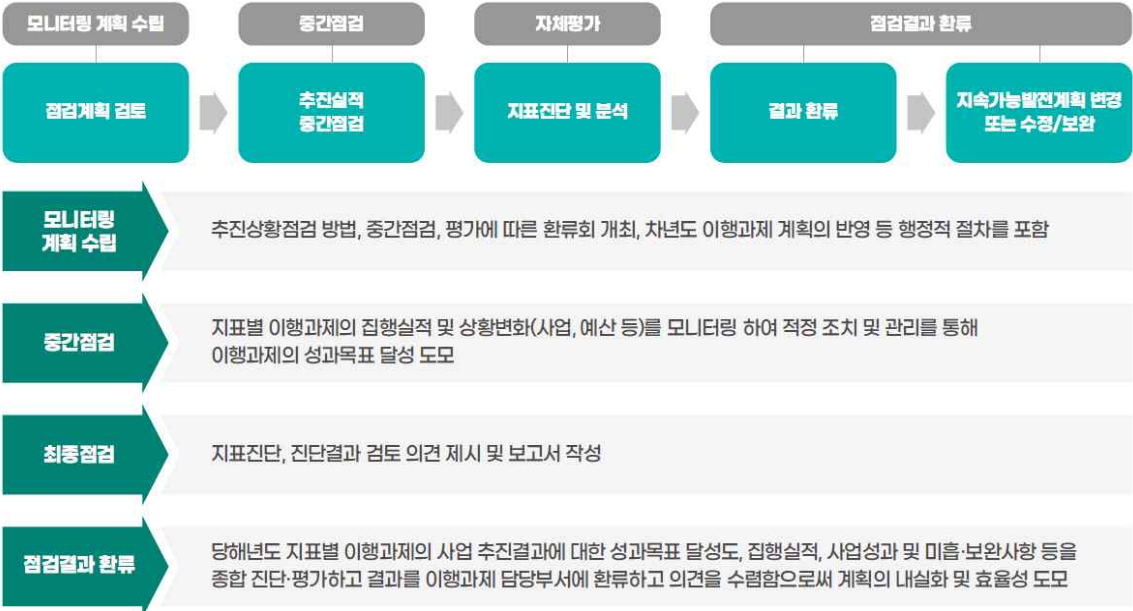 모니터링 계획 수립
중간점검
자체평가
점검결과 환류
점검계획 검토
추진실적
중간점검
지표진단 및 분석
결과 환류
지속가능발전계획 변경
또는 수정/보완
모니터링
계획 수립
추진상황점검 방법, 중간점검, 평가에 따른 환류회 개최, 차년도 이행과제 계획의 반영 등 행정적 절차를 포함
중간점검
지표별 이행과제의 집행실적 및 상황변화(사업, 예산 등)를 모니터링 하여 적정 조치 및 관리를 통해
이행과제의 성과목표 달성 도모
최종점검
지표진단, 진단결과 검토 의견 제시 및 보고서 작성
점검결과 환류
당해년도 지표별 이행과제의 사업 추진결과에 대한 성과목표 달성도, 집행실적, 사업성과 및 미흡·보완사항 등을
종합 진단·평가하고 결과를 이행과제 담당부서에 환류하고 의견을 수렴함으로써 계획의 내실화 및 효율성 도모